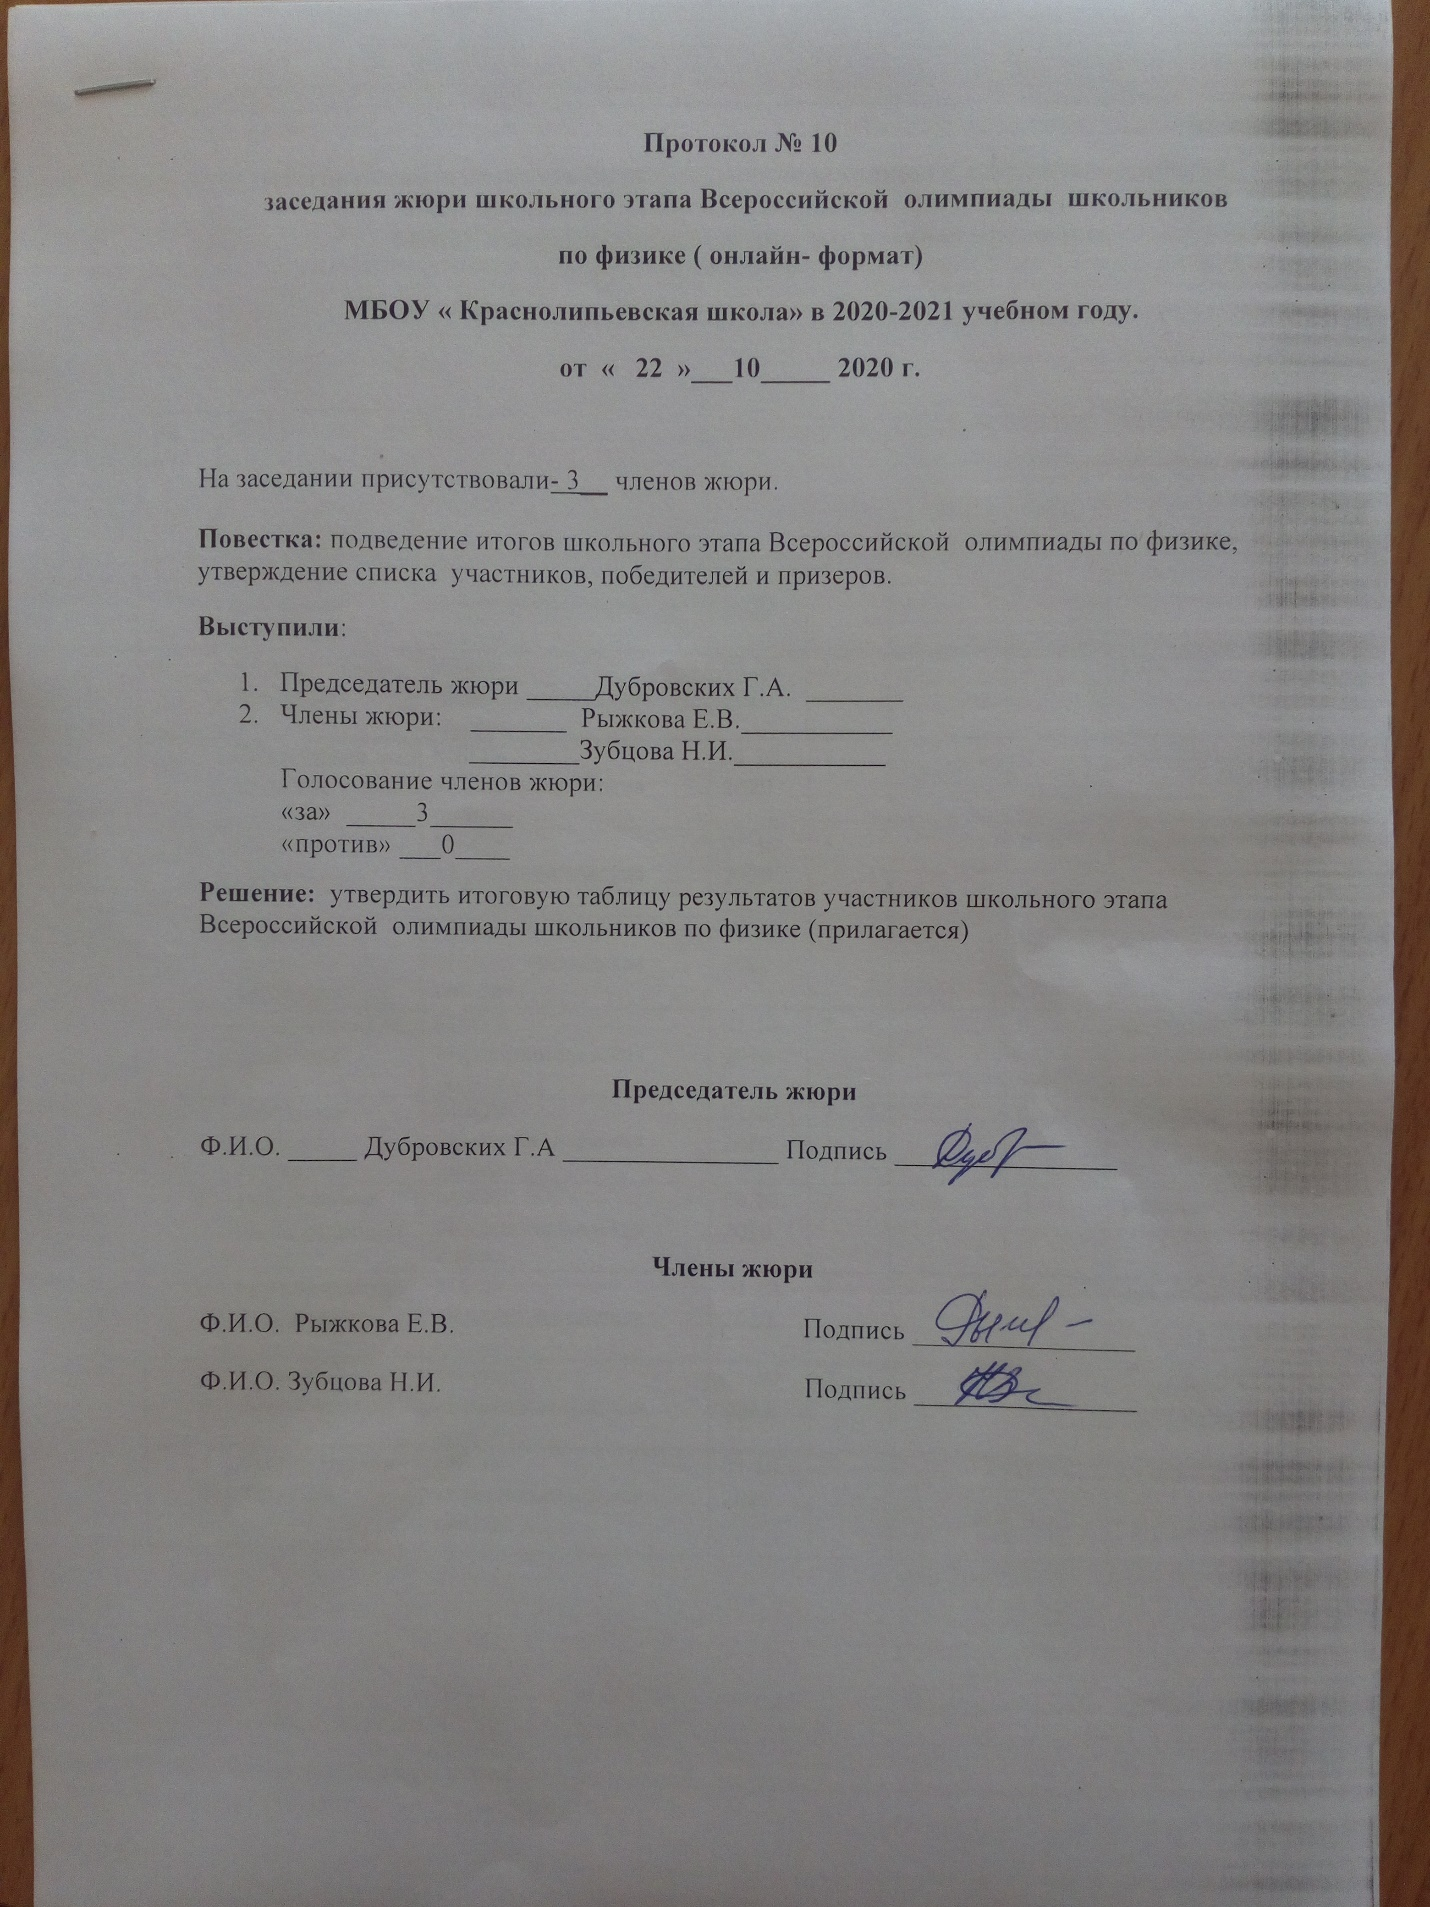 Протокол № 10
заседания жюри школьного этапа Всероссийской олимпиады школьников
по физике ( онлайн- формат)
МБОУ « Краснолипьевская школа» в 2020-2021 учебном году.
от « 22 »___10_____ 2020 г.
На заседании присутствовали- 3__ членов жюри.
Повестка: подведение итогов школьного этапа Всероссийской олимпиады по физике,
утверждение списка участников, победителей и призеров.
Выступили:
1. Председатель жюри _____Дубровских Г.А. _______
2. Члены жюри: _______ Рыжкова Е.В.___________
________Зубцова Н.И.___________
Голосование членов жюри:
«за» _____3______
«против» ___0____
Решение: утвердить итоговую таблицу результатов участников школьного этапа
Всероссийской олимпиады школьников по физике (прилагается)
Председатель жюри
Ф.И.О. _____ Дубровских Г.А ________________ Подпись ________________
Члены жюри
Ф.И.О. Рыжкова Е.В. Подпись ________________
Ф.И.О. Зубцова Н.И. Подпись ________________